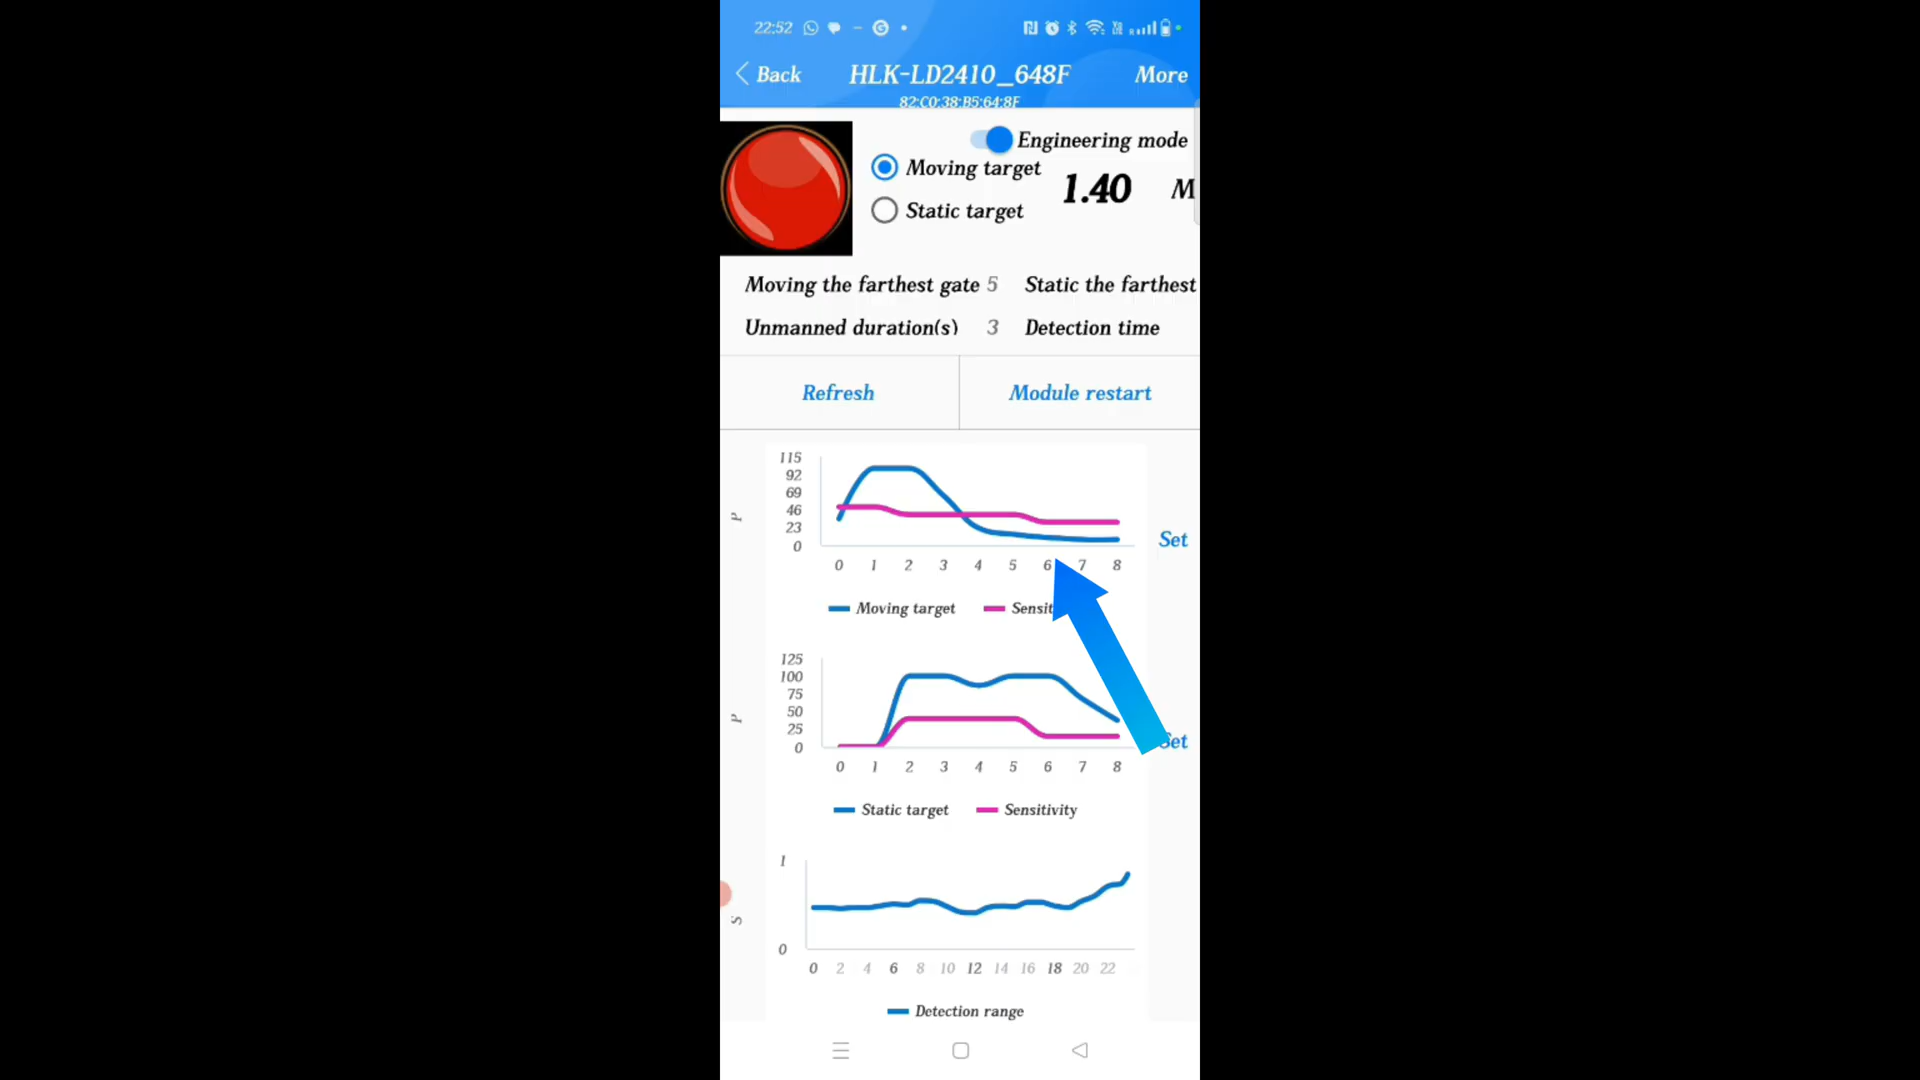 22:52
Back HLK-LD2410_648F More
82:C0:38:B5:64:8F
Engineering mode
Moving target
1.40 M
Static target
Moving the farthest gate 5 Static the farthest
Unmanned duration(s) 3 Detection time
Refresh Module restart
115
92
69
46
23
0
P
Set
0 1 2 3 4 5 6 7 8
Moving target
125
100
75
50
25
0
P
0 1 2 3 4 5 6 7 8
Static target Sensitivity
1
S
0
0 2 4 6 8 10 12 14 16 18 20 22
Detection range